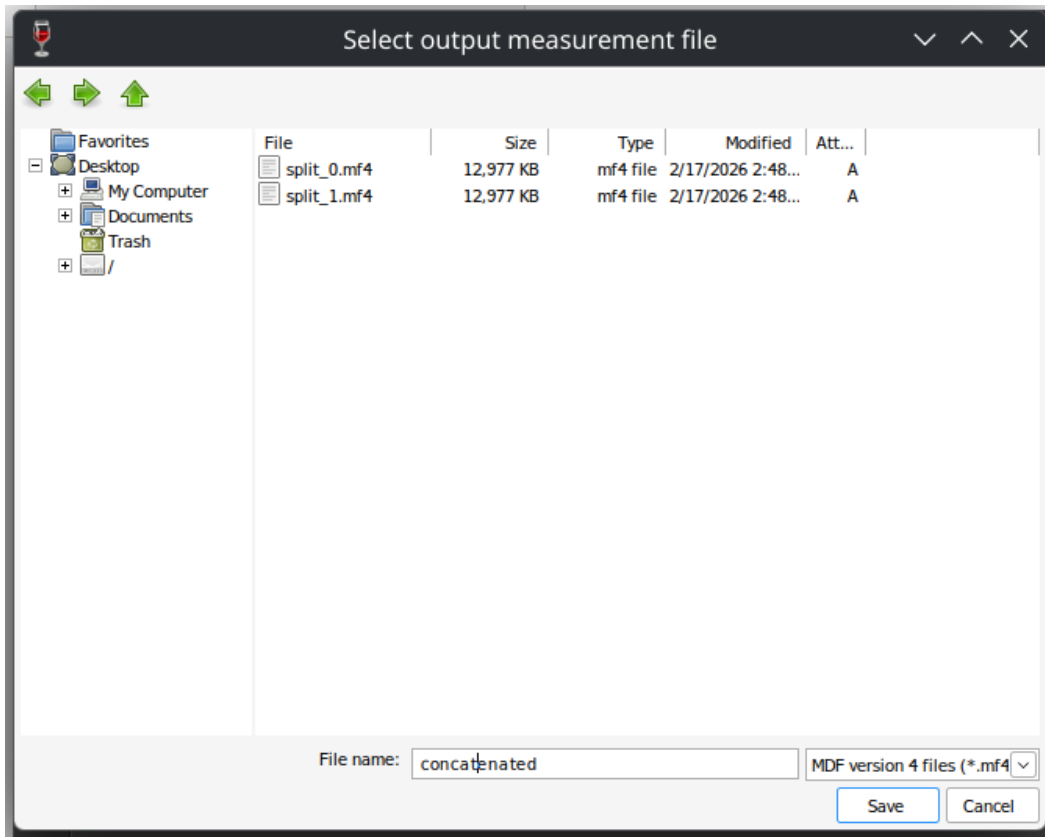 Select output measurement file
Favorites
Desktop
My Computer
Documents
Trash
/
File Size Type Modified Att...
split_0.mf4 12,977 KB mf4 file 2/17/2026 2:48... A
split_1.mf4 12,977 KB mf4 file 2/17/2026 2:48... A
File name: concatenated MDF version 4 files (*.mf4
Save Cancel